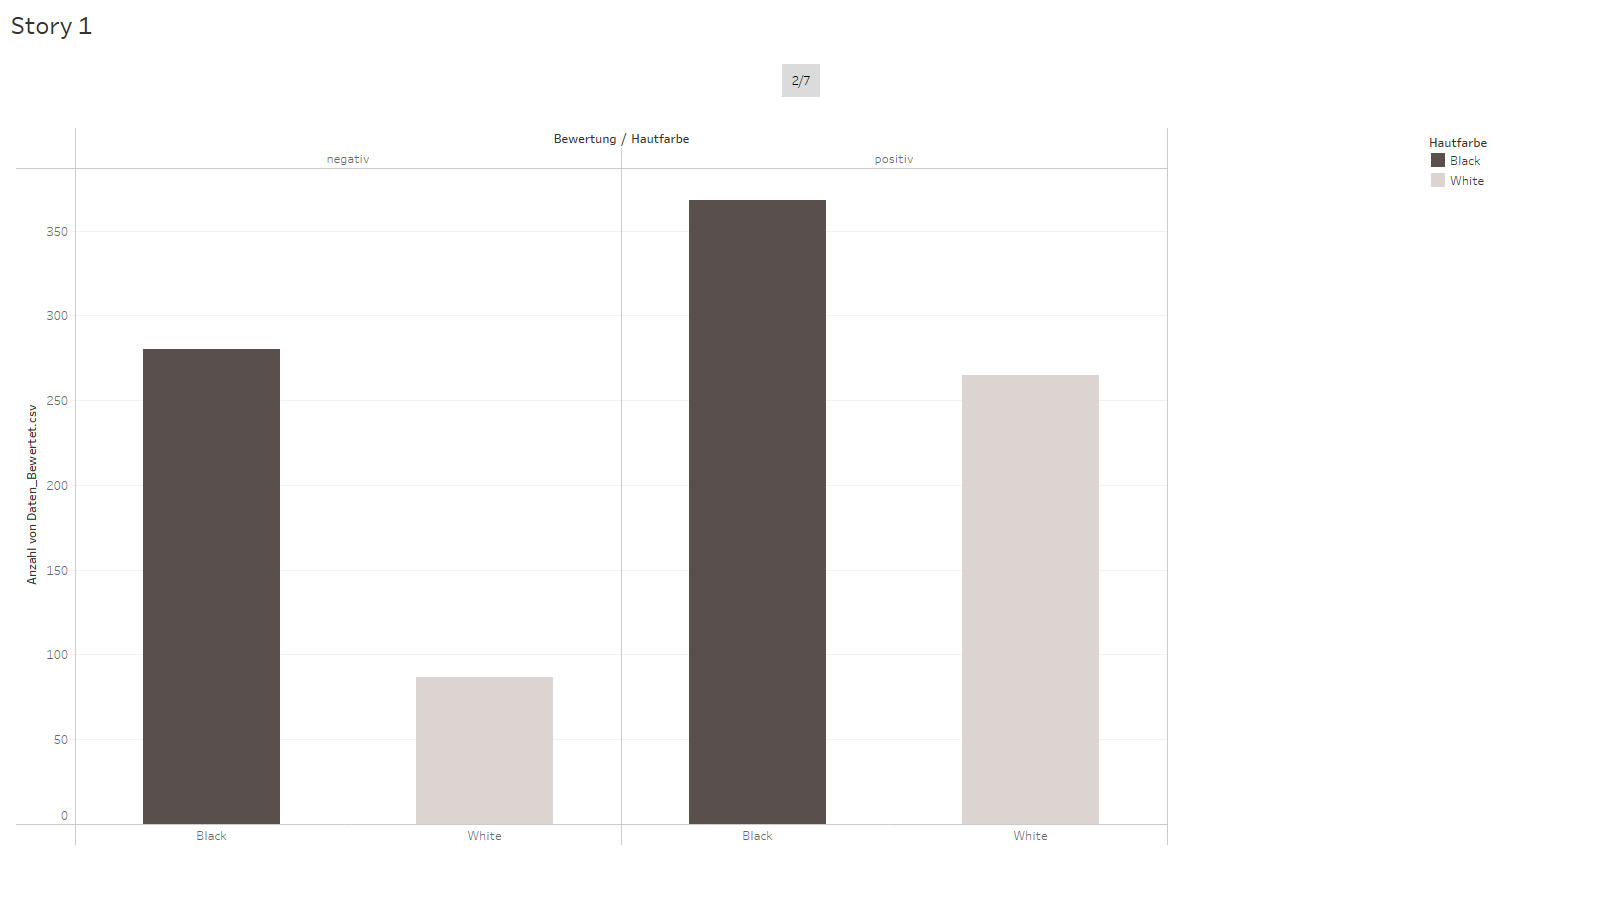 Story 1
2/7
Bewertung / Hautfarbe
negativ
positiv
Hautfarbe
Black
White
350
300
250
200
150
100
50
0
Anzahl von Daten_Bewertet.csv
Black
White
Black
White